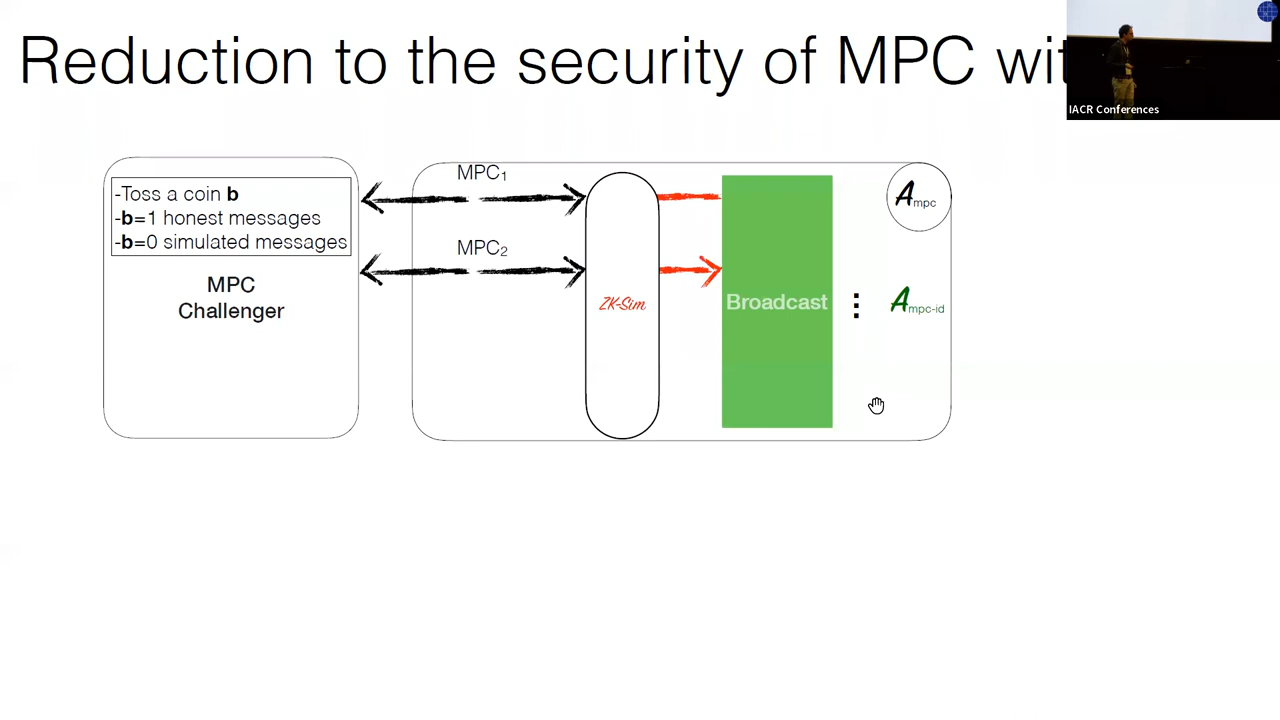 Reduction to the security of MPC
IACR Conferences
-Toss a coin b
-b=1 honest messages
-b=0 simulated messages
MPC
Challenger
MPC₁
MPC₂
ZK-Sim
Broadcast
⋮
A mpc
A mpc-id